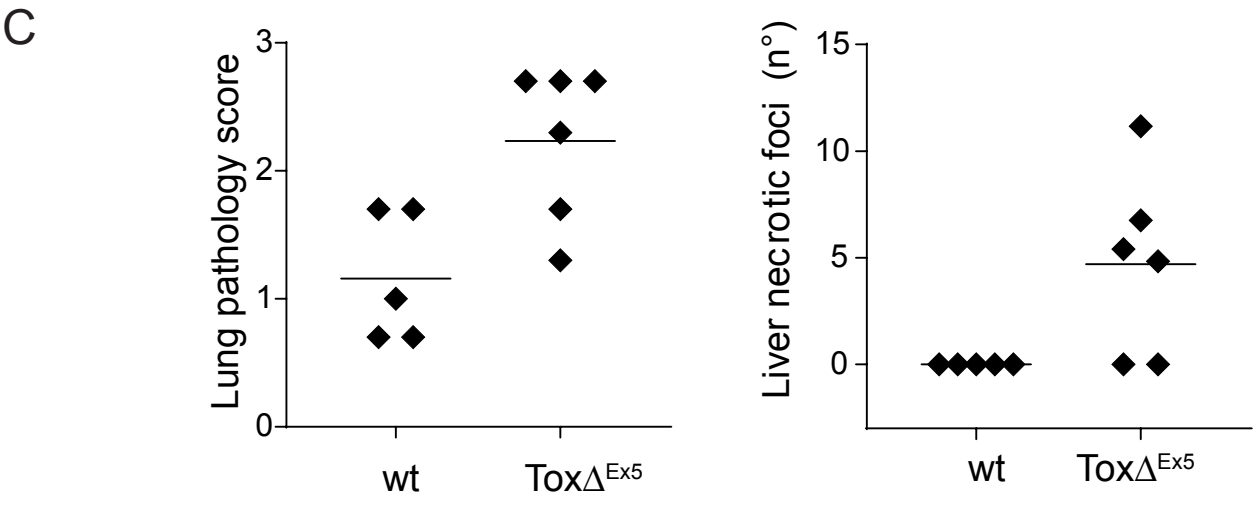 C
Lung pathology score
3
2
1
0
wt
ToxΔEx5
Liver necrotic foci (n°)
15
10
5
0
wt
ToxΔEx5